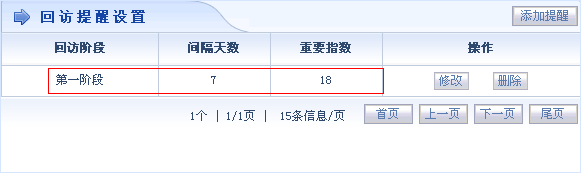 回访提醒设置 添加提醒
回访阶段 间隔天数 重要指数 操作
第一阶段 7 18 修改 删除
1个 | 1/1页 | 15条信息/页 首页 上一页 下一页 尾页